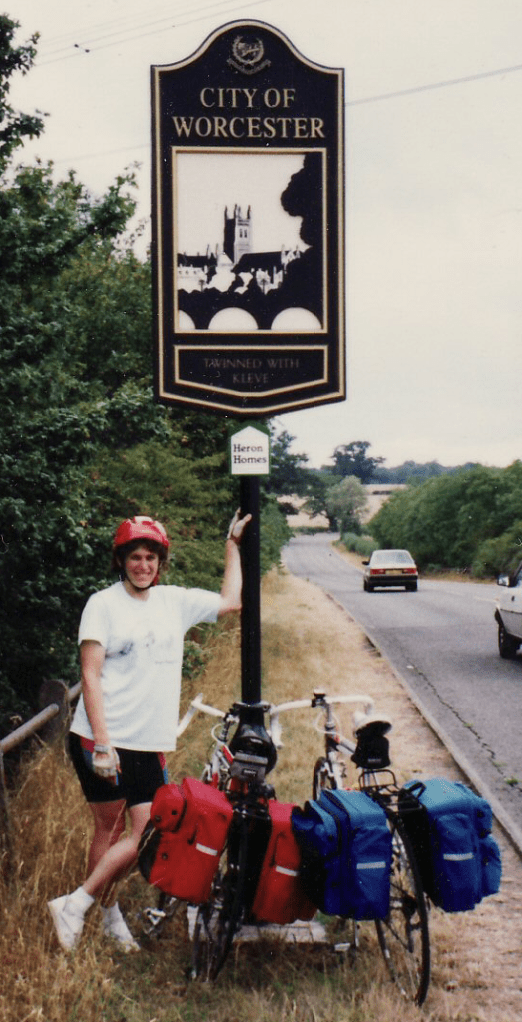 CITY OF
WORCESTER
TWINNED WITH
KLEVE
Heron
Homes